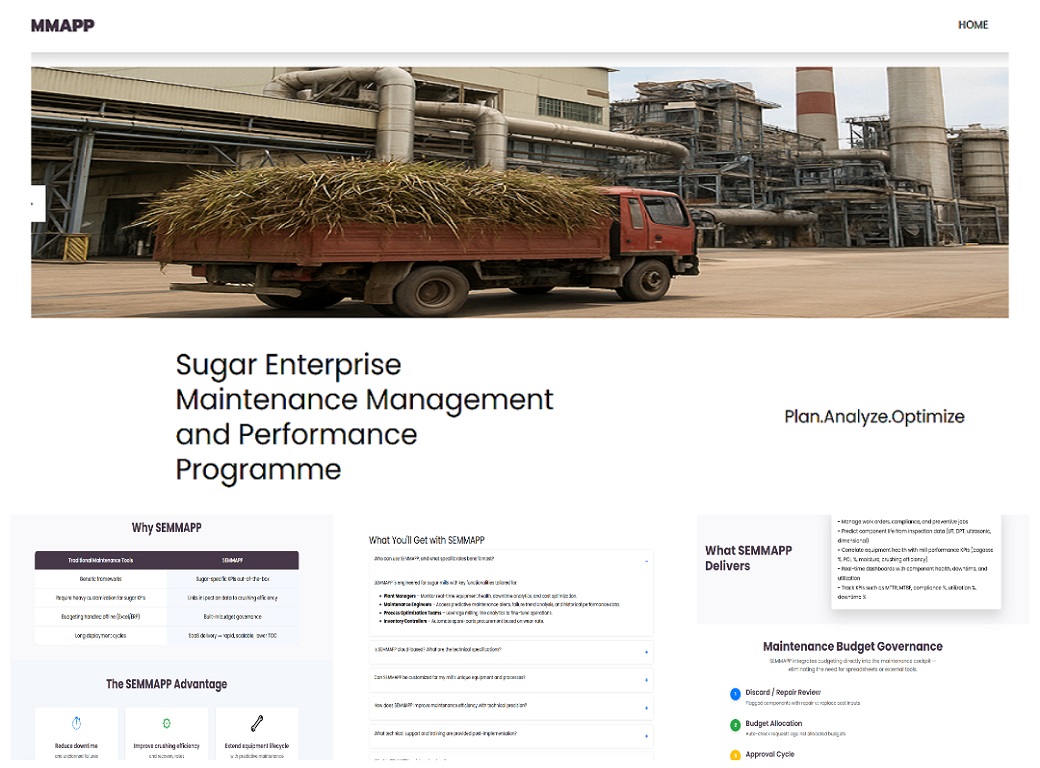 MMAPP
HOME
Sugar Enterprise
Maintenance Management
and Performance
Programme
Plan.Analyze.Optimize
Why SEMMAPP
Traditional Maintenance Tools
SEMMAPP
Generic frameworks
Sugar-specific KPIs out-of-the-box
Require heavy customization for sugar KPIs
Links inspection data to crushing efficiency
Budgeting handled offline (Excel/ERP)
Built-in budget governance
Long deployment cycles
SaaS delivery — rapid, scalable, lower TCO
The SEMMAPP Advantage
Reduce downtime
and unplanned failures
Improve crushing efficiency
and recovery rates
Extend equipment lifecycle
with predictive maintenance
What You'll Get with SEMMAPP
Who can use SEMMAPP, and what specific roles benefit most?
SEMMAPP is engineered for sugar mills with key functionalities tailored for:
• Plant Managers – Monitor real-time equipment health, downtime analytics, and cost optimization.
• Maintenance Engineers – Access predictive maintenance alerts, failure trend analysis, and historical performance data.
• Process Optimization Teams – Leverage milling train analytics to fine-tune operations.
• Inventory Controllers – Automate spare-parts procurement based on wear rate.
Is SEMMAPP cloud-based? What are the technical specifications?
Can SEMMAPP be customized for my mill's unique equipment and processes?
How does SEMMAPP improve maintenance efficiency with technical precision?
What technical support and training are provided post-implementation?
What SEMMAPP
Delivers
• Manage work orders, compliance, and preventive jobs
• Predict component life from inspection data (UT, DPT, ultrasonic,
dimensional)
• Correlate equipment health with mill performance KPIs (bagasse
% POL, % moisture, crushing efficiency)
• Real-time dashboards with component health, downtime, and
utilization
• Track KPIs such as MTTR, MTBF, compliance %, utilization %,
downtime %
Maintenance Budget Governance
SEMMAPP integrates budgeting directly into the maintenance cockpit —
eliminating the need for spreadsheets or external tools.
1
Discard / Repair Review
Flagged components with repair vs replace cost inputs
2
Budget Allocation
Auto-check requests against allocated budgets
3
Approval Cycle